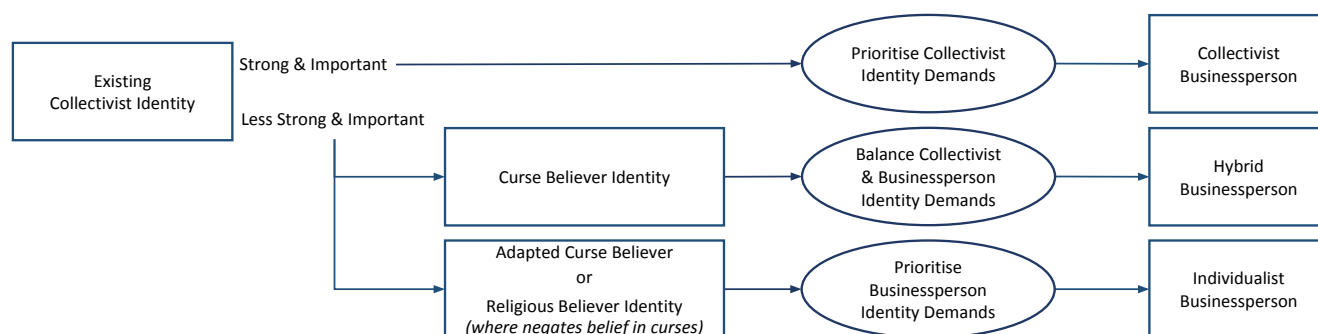 Existing
Collectivist Identity
Strong & Important
Prioritise Collectivist
Identity Demands
Collectivist
Businessperson
Less Strong & Important
Curse Believer Identity
Balance Collectivist
& Businessperson
Identity Demands
Hybrid
Businessperson
Adapted Curse Believer
or
Religious Believer Identity
(where negates belief in curses)
Prioritise
Businessperson
Identity Demands
Individualist
Businessperson